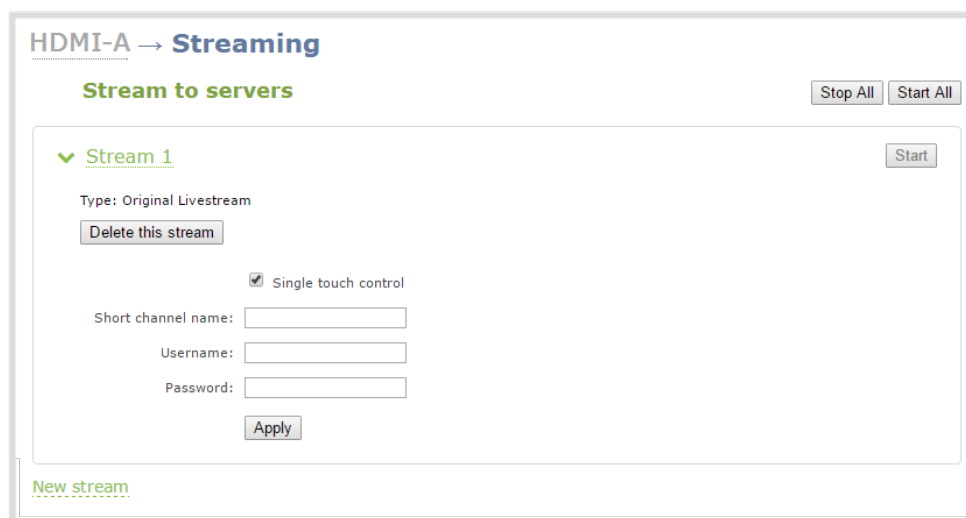 HDMI-A → Streaming
Stream to servers
Stop All Start All
Stream 1
Start
Type: Original Livestream
Delete this stream
Single touch control
Short channel name:
Username:
Password:
Apply
New stream